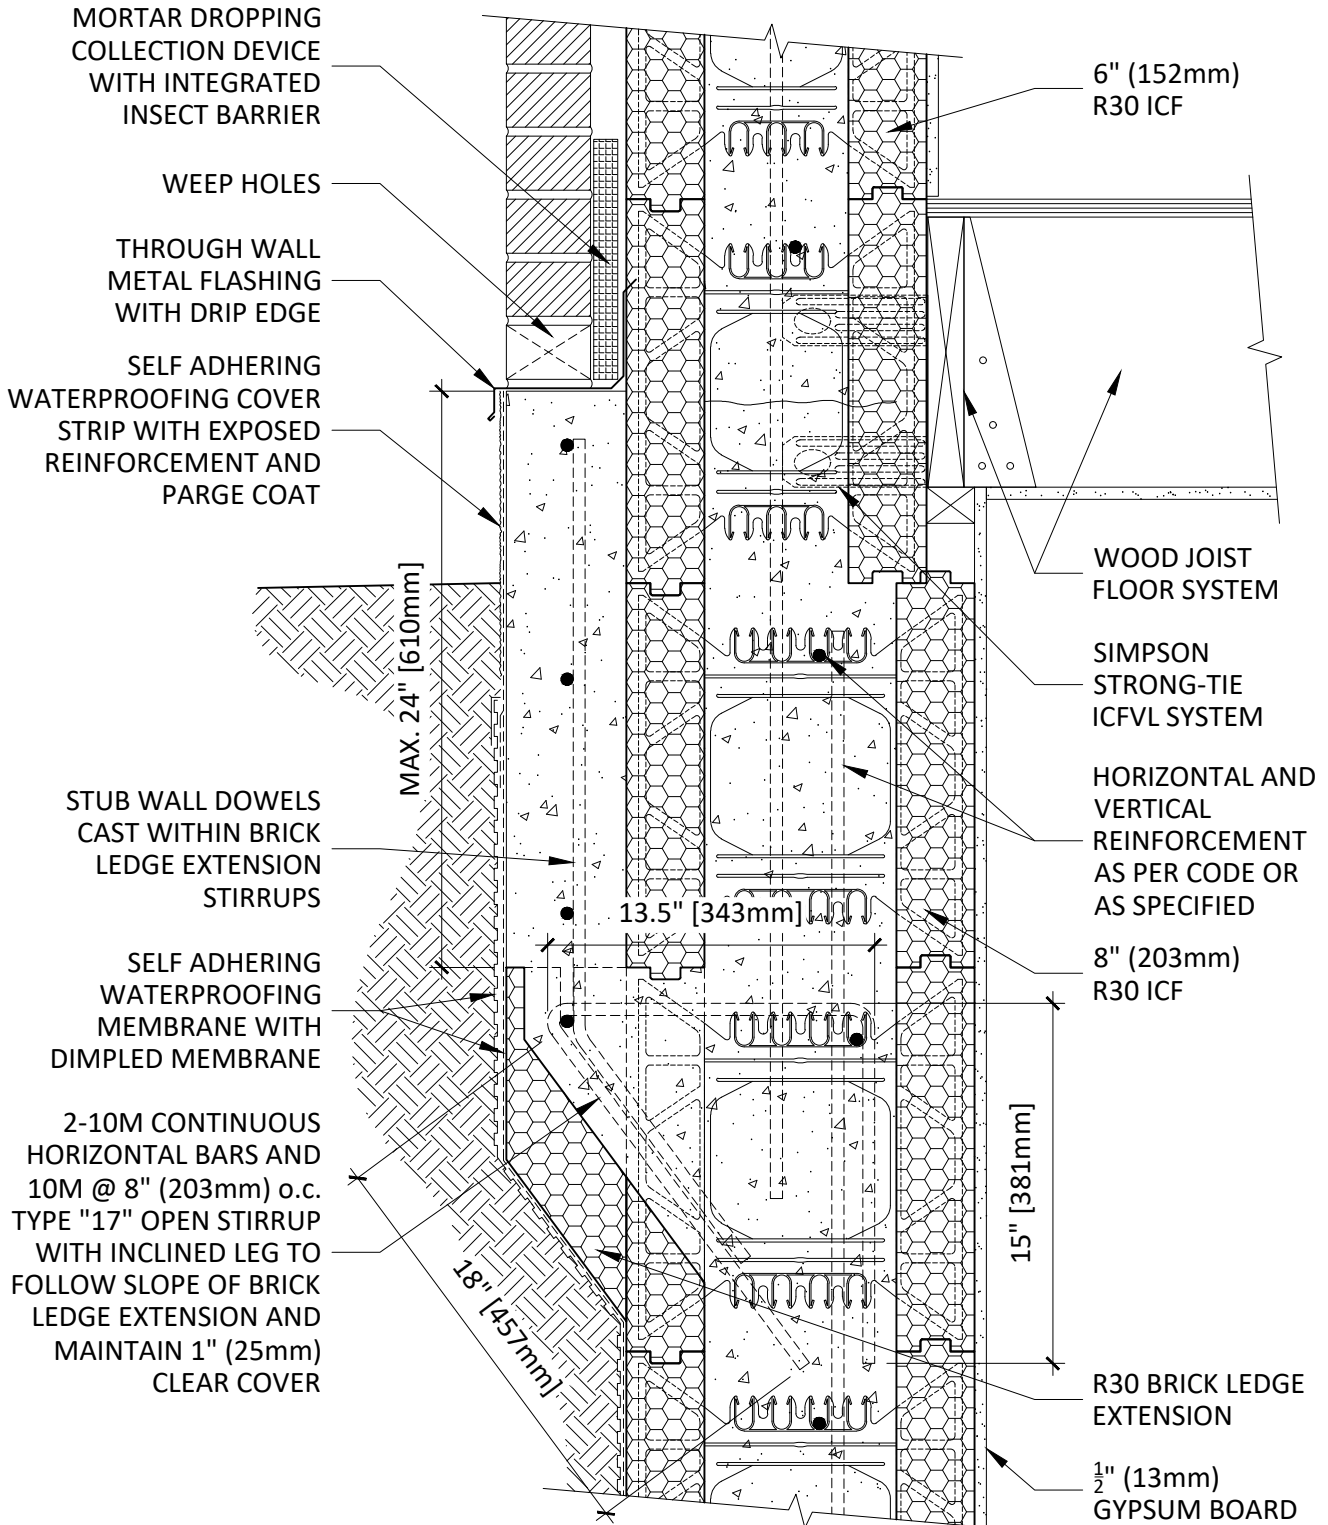 MORTAR DROPPING
COLLECTION DEVICE
WITH INTEGRATED
INSECT BARRIER
WEEP HOLES
THROUGH WALL
METAL FLASHING
WITH DRIP EDGE
SELF ADHERING
WATERPROOFING COVER
STRIP WITH EXPOSED
REINFORCEMENT AND
PARGE COAT
MAX. 24" [610mm]
STUB WALL DOWELS
CAST WITHIN BRICK
LEDGE EXTENSION
STIRRUPS
SELF ADHERING
WATERPROOFING
MEMBRANE WITH
DIMPLED MEMBRANE
2-10M CONTINUOUS
HORIZONTAL BARS AND
10M @ 8" (203mm) o.c.
TYPE "17" OPEN STIRRUP
WITH INCLINED LEG TO
FOLLOW SLOPE OF BRICK
LEDGE EXTENSION AND
MAINTAIN 1" (25mm)
CLEAR COVER
18" [457mm]
13.5" [343mm]
15" [381mm]
6" (152mm)
R30 ICF
WOOD JOIST
FLOOR SYSTEM
SIMPSON
STRONG-TIE
ICFVL SYSTEM
HORIZONTAL AND
VERTICAL
REINFORCEMENT
AS PER CODE OR
AS SPECIFIED
8" (203mm)
R30 ICF
R30 BRICK LEDGE
EXTENSION
½" (13mm)
GYPSUM BOARD